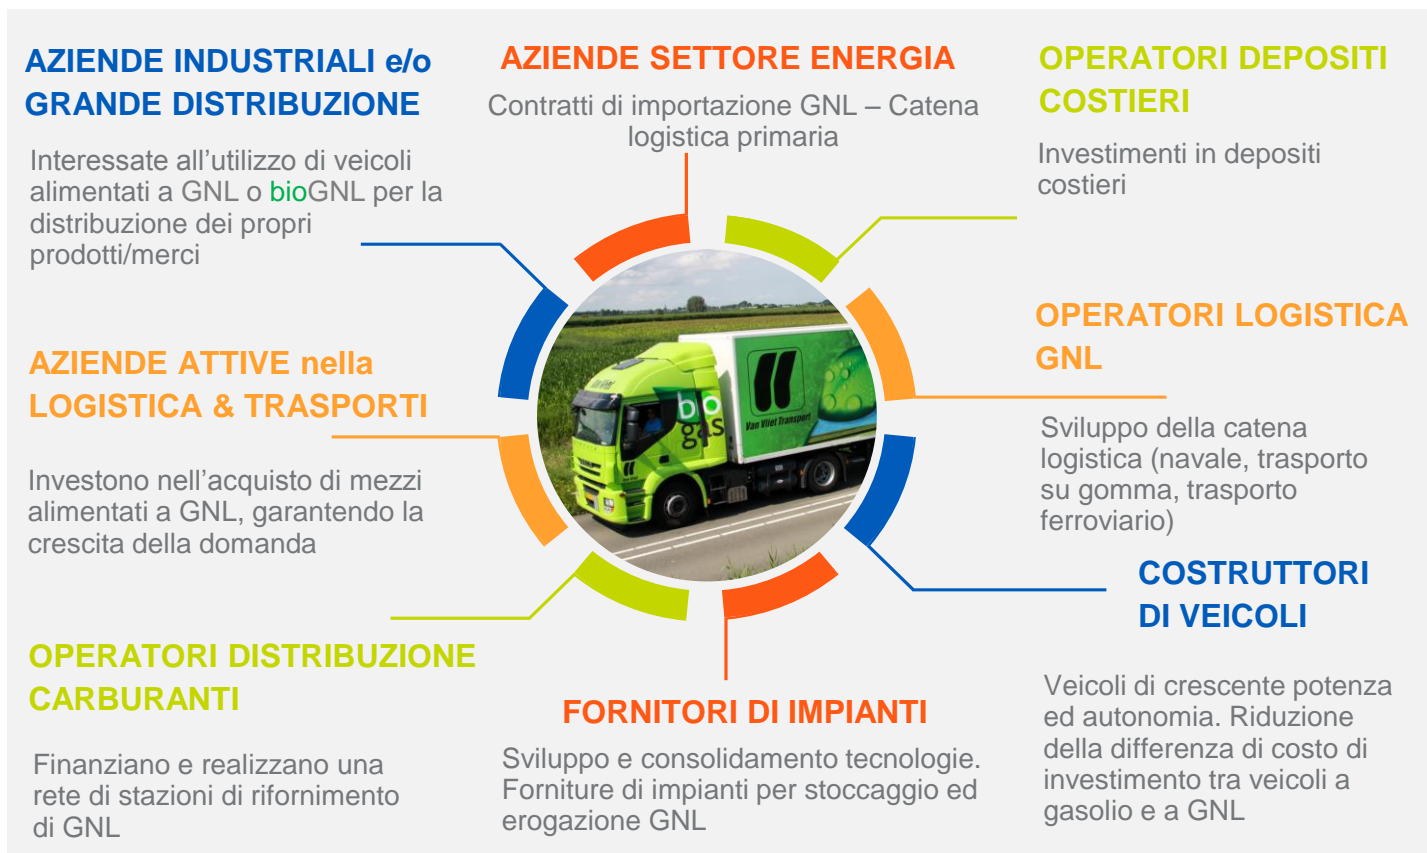 AZIENDE INDUSTRIALI e/o
GRANDE DISTRIBUZIONE
Interessate all’utilizzo di veicoli
alimentati a GNL o bioGNL per la
distribuzione dei propri
prodotti/merci
AZIENDE SETTORE ENERGIA
Contratti di importazione GNL – Catena
logistica primaria
OPERATORI DEPOSITI
COSTIERI
Investimenti in depositi
costieri
OPERATORI LOGISTICA
GNL
Sviluppo della catena
logistica (navale, trasporto
su gomma, trasporto
ferroviario)
COSTRUTTORI
DI VEICOLI
Veicoli di crescente potenza
ed autonomia. Riduzione
della differenza di costo di
investimento tra veicoli a
gasolio e a GNL
FORNITORI DI IMPIANTI
Sviluppo e consolidamento tecnologie.
Forniture di impianti per stoccaggio ed
erogazione GNL
OPERATORI DISTRIBUZIONE
CARBURANTI
Finanziano e realizzano una
rete di stazioni di rifornimento
di GNL
AZIENDE ATTIVE nella
LOGISTICA & TRASPORTI
Investono nell’acquisto di mezzi
alimentati a GNL, garantendo la
crescita della domanda
Van Vliet
bio
gas
Van Vliet Transport